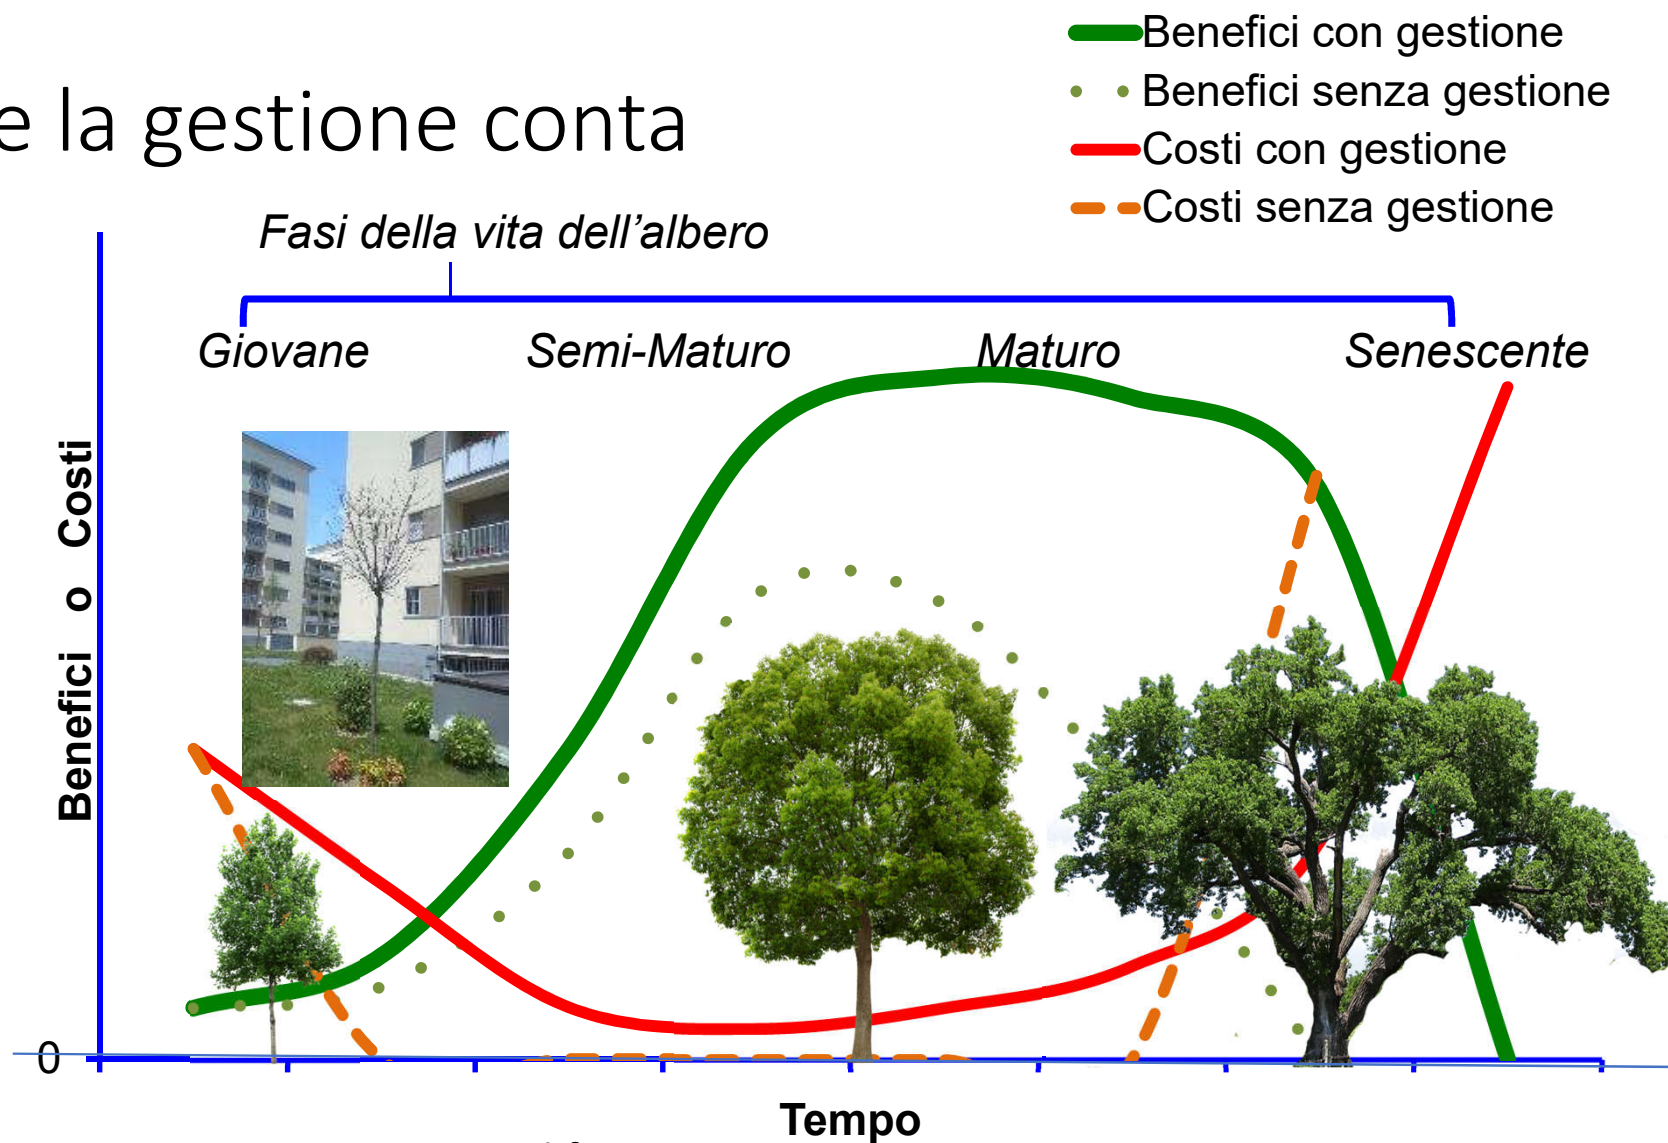 Benefici con gestione
Benefici senza gestione
Costi con gestione
Costi senza gestione
e la gestione conta
Fasi della vita dell'albero
Giovane Semi-Maturo Maturo Senescente
Benefici o Costi
0
Tempo